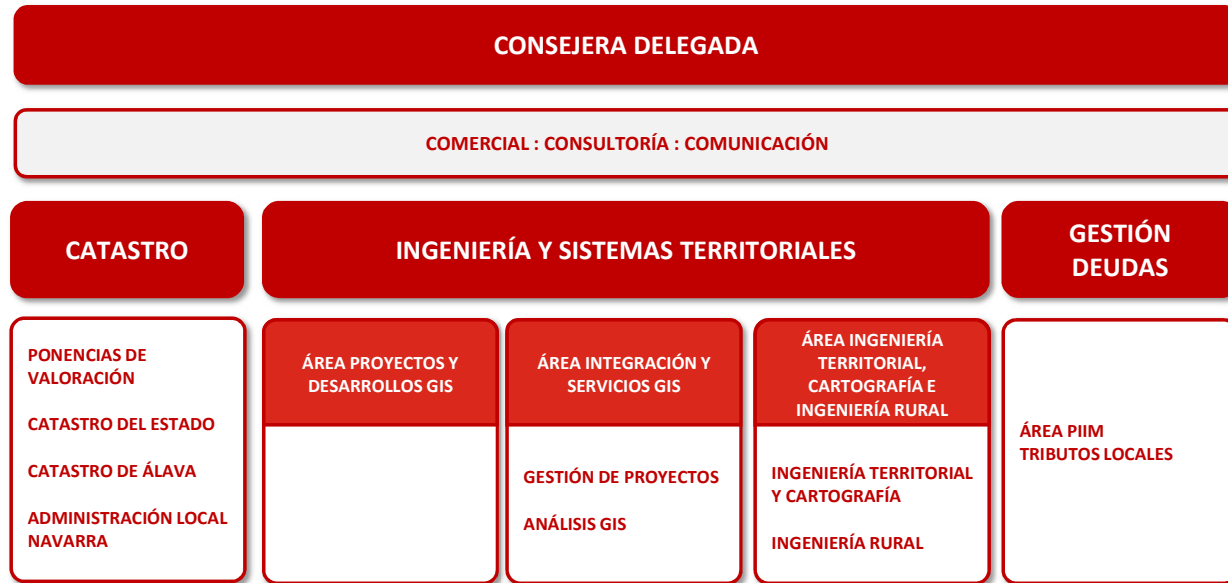 CONSEJERA DELEGADA
COMERCIAL : CONSULTORÍA : COMUNICACIÓN
CATASTRO
INGENIERÍA Y SISTEMAS TERRITORIALES
GESTIÓN
DEUDAS
PONENCIAS DE
VALORACIÓN
CATASTRO DEL ESTADO
CATASTRO DE ÁLAVA
ADMINISTRACIÓN LOCAL
NAVARRA
ÁREA PROYECTOS Y
DESARROLLOS GIS
ÁREA INTEGRACIÓN Y
SERVICIOS GIS
GESTIÓN DE PROYECTOS
ANÁLISIS GIS
ÁREA INGENIERÍA
TERRITORIAL,
CARTOGRAFÍA E
INGENIERÍA RURAL
INGENIERÍA TERRITORIAL
Y CARTOGRAFÍA
INGENIERÍA RURAL
ÁREA PIIM
TRIBUTOS LOCALES